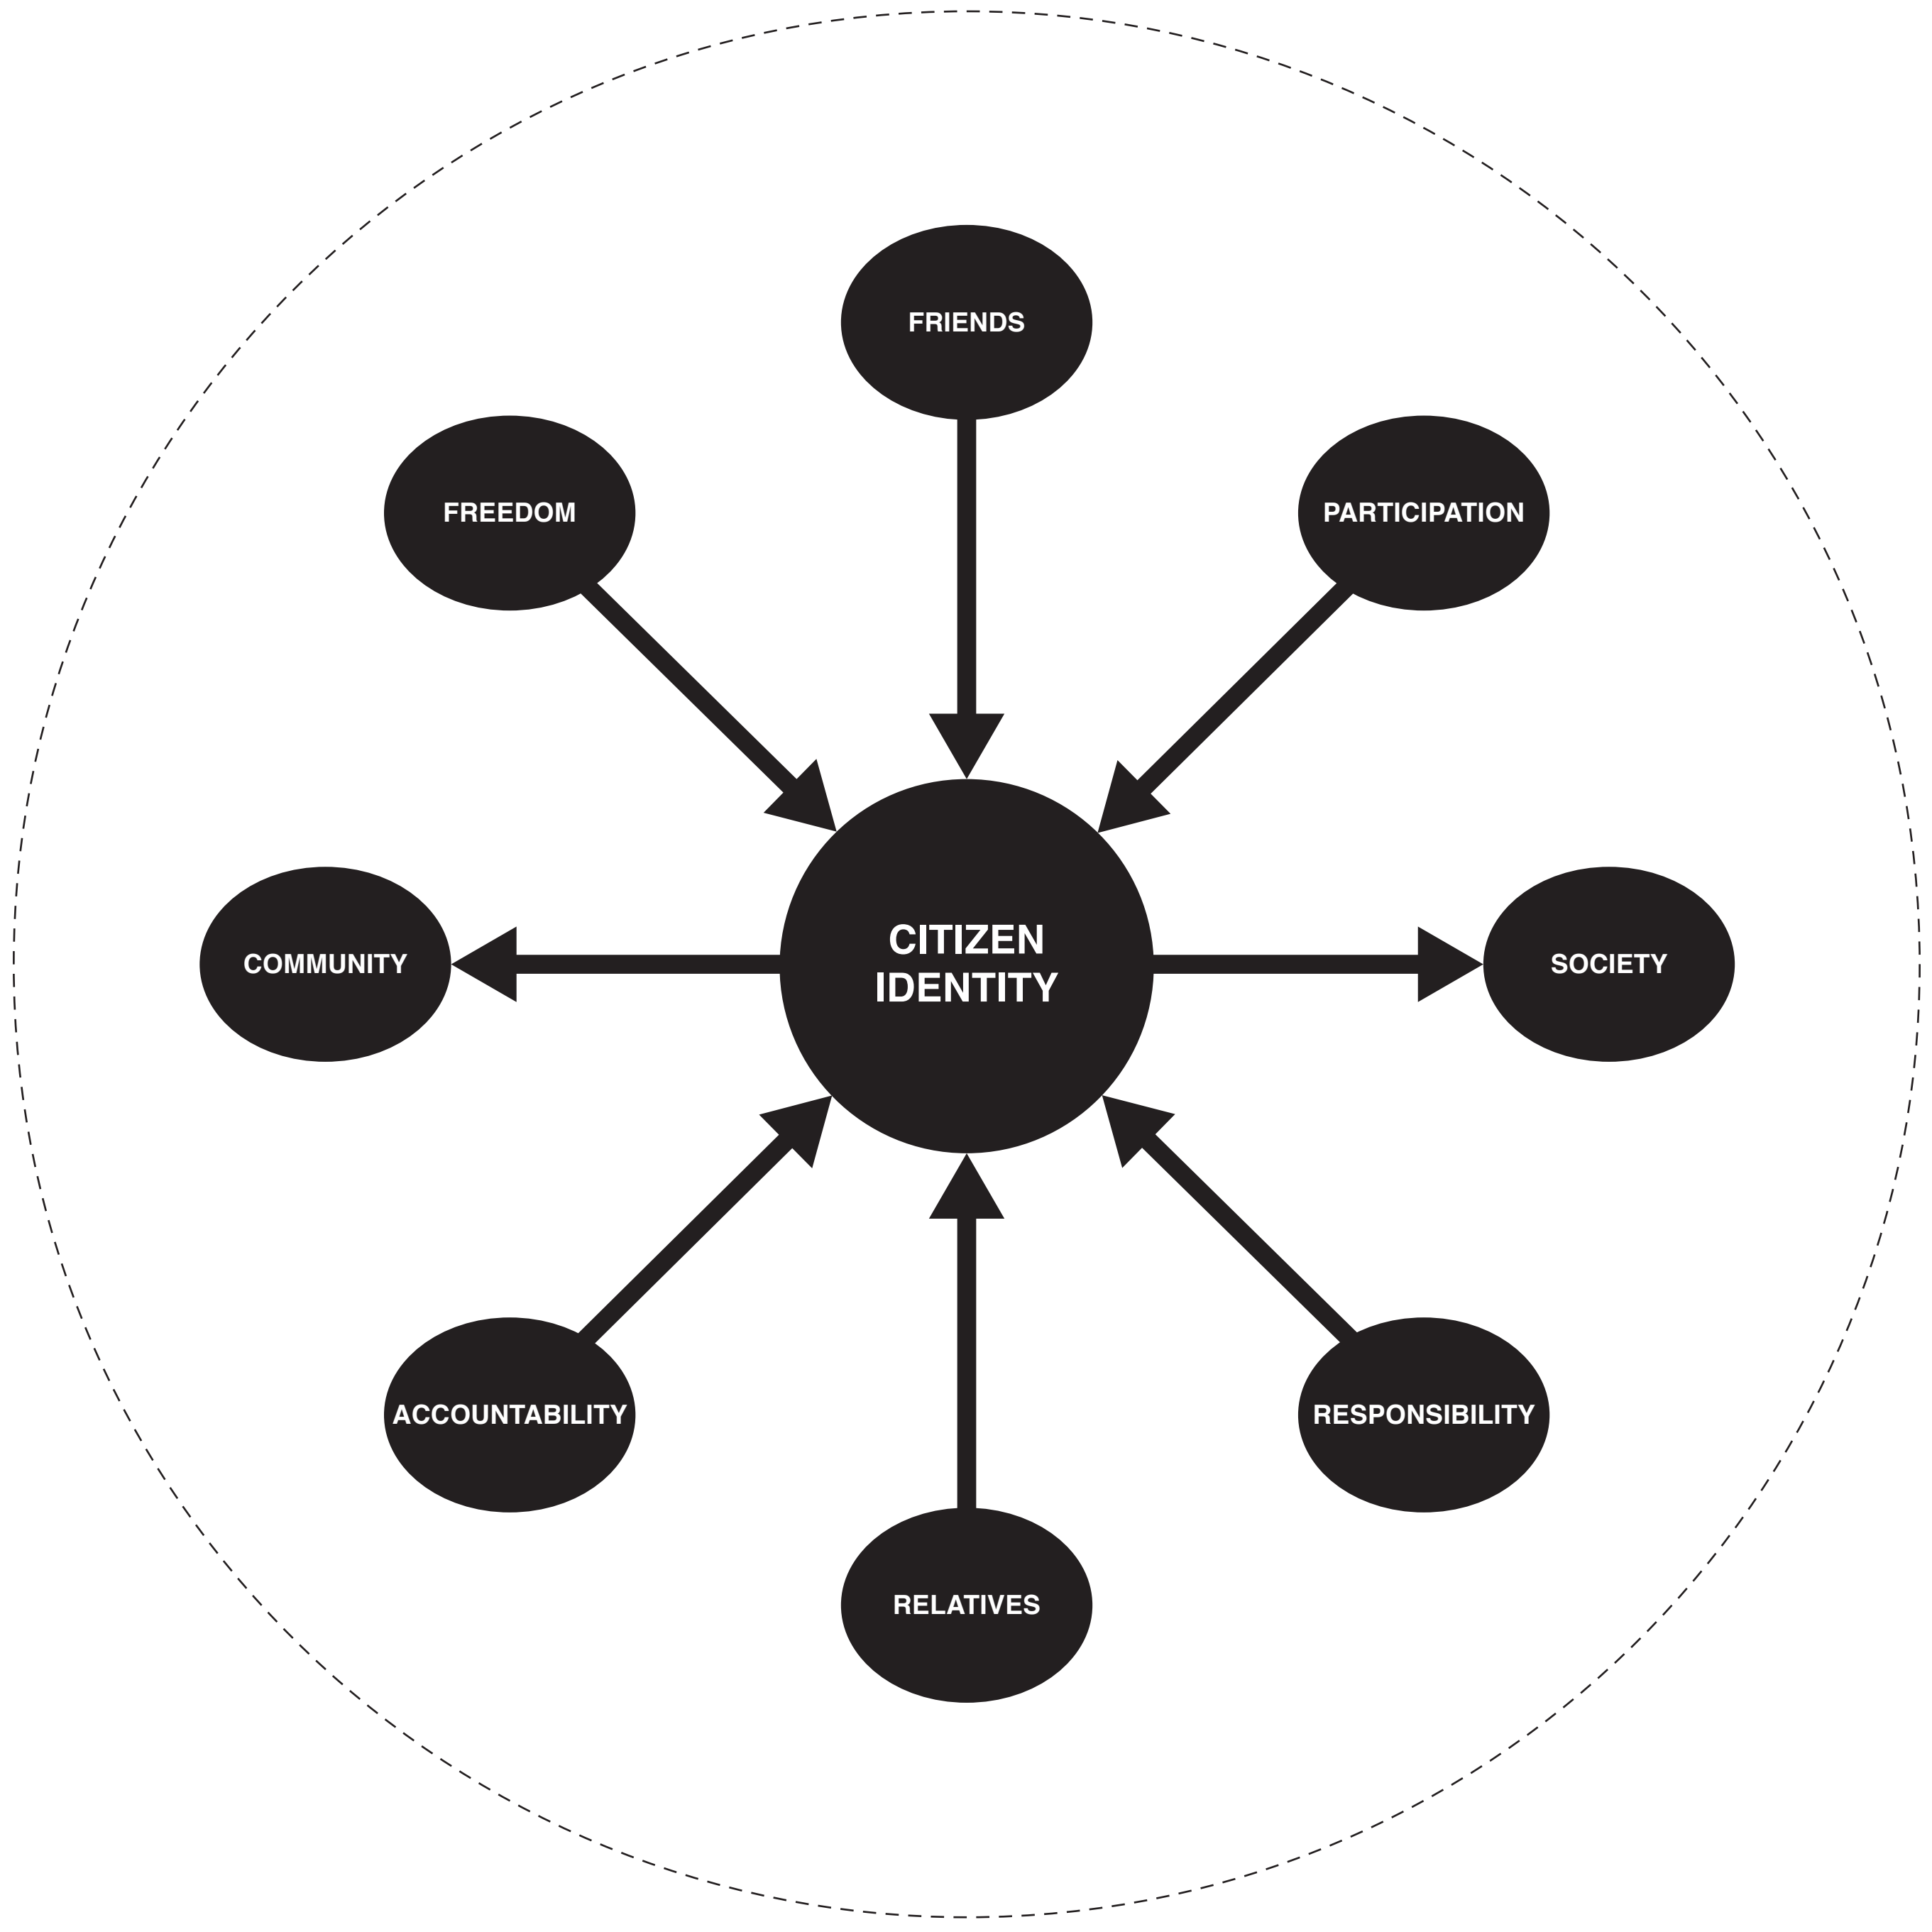 FRIENDS
FREEDOM
PARTICIPATION
CITIZEN
IDENTITY
COMMUNITY
SOCIETY
ACCOUNTABILITY
RESPONSIBILITY
RELATIVES